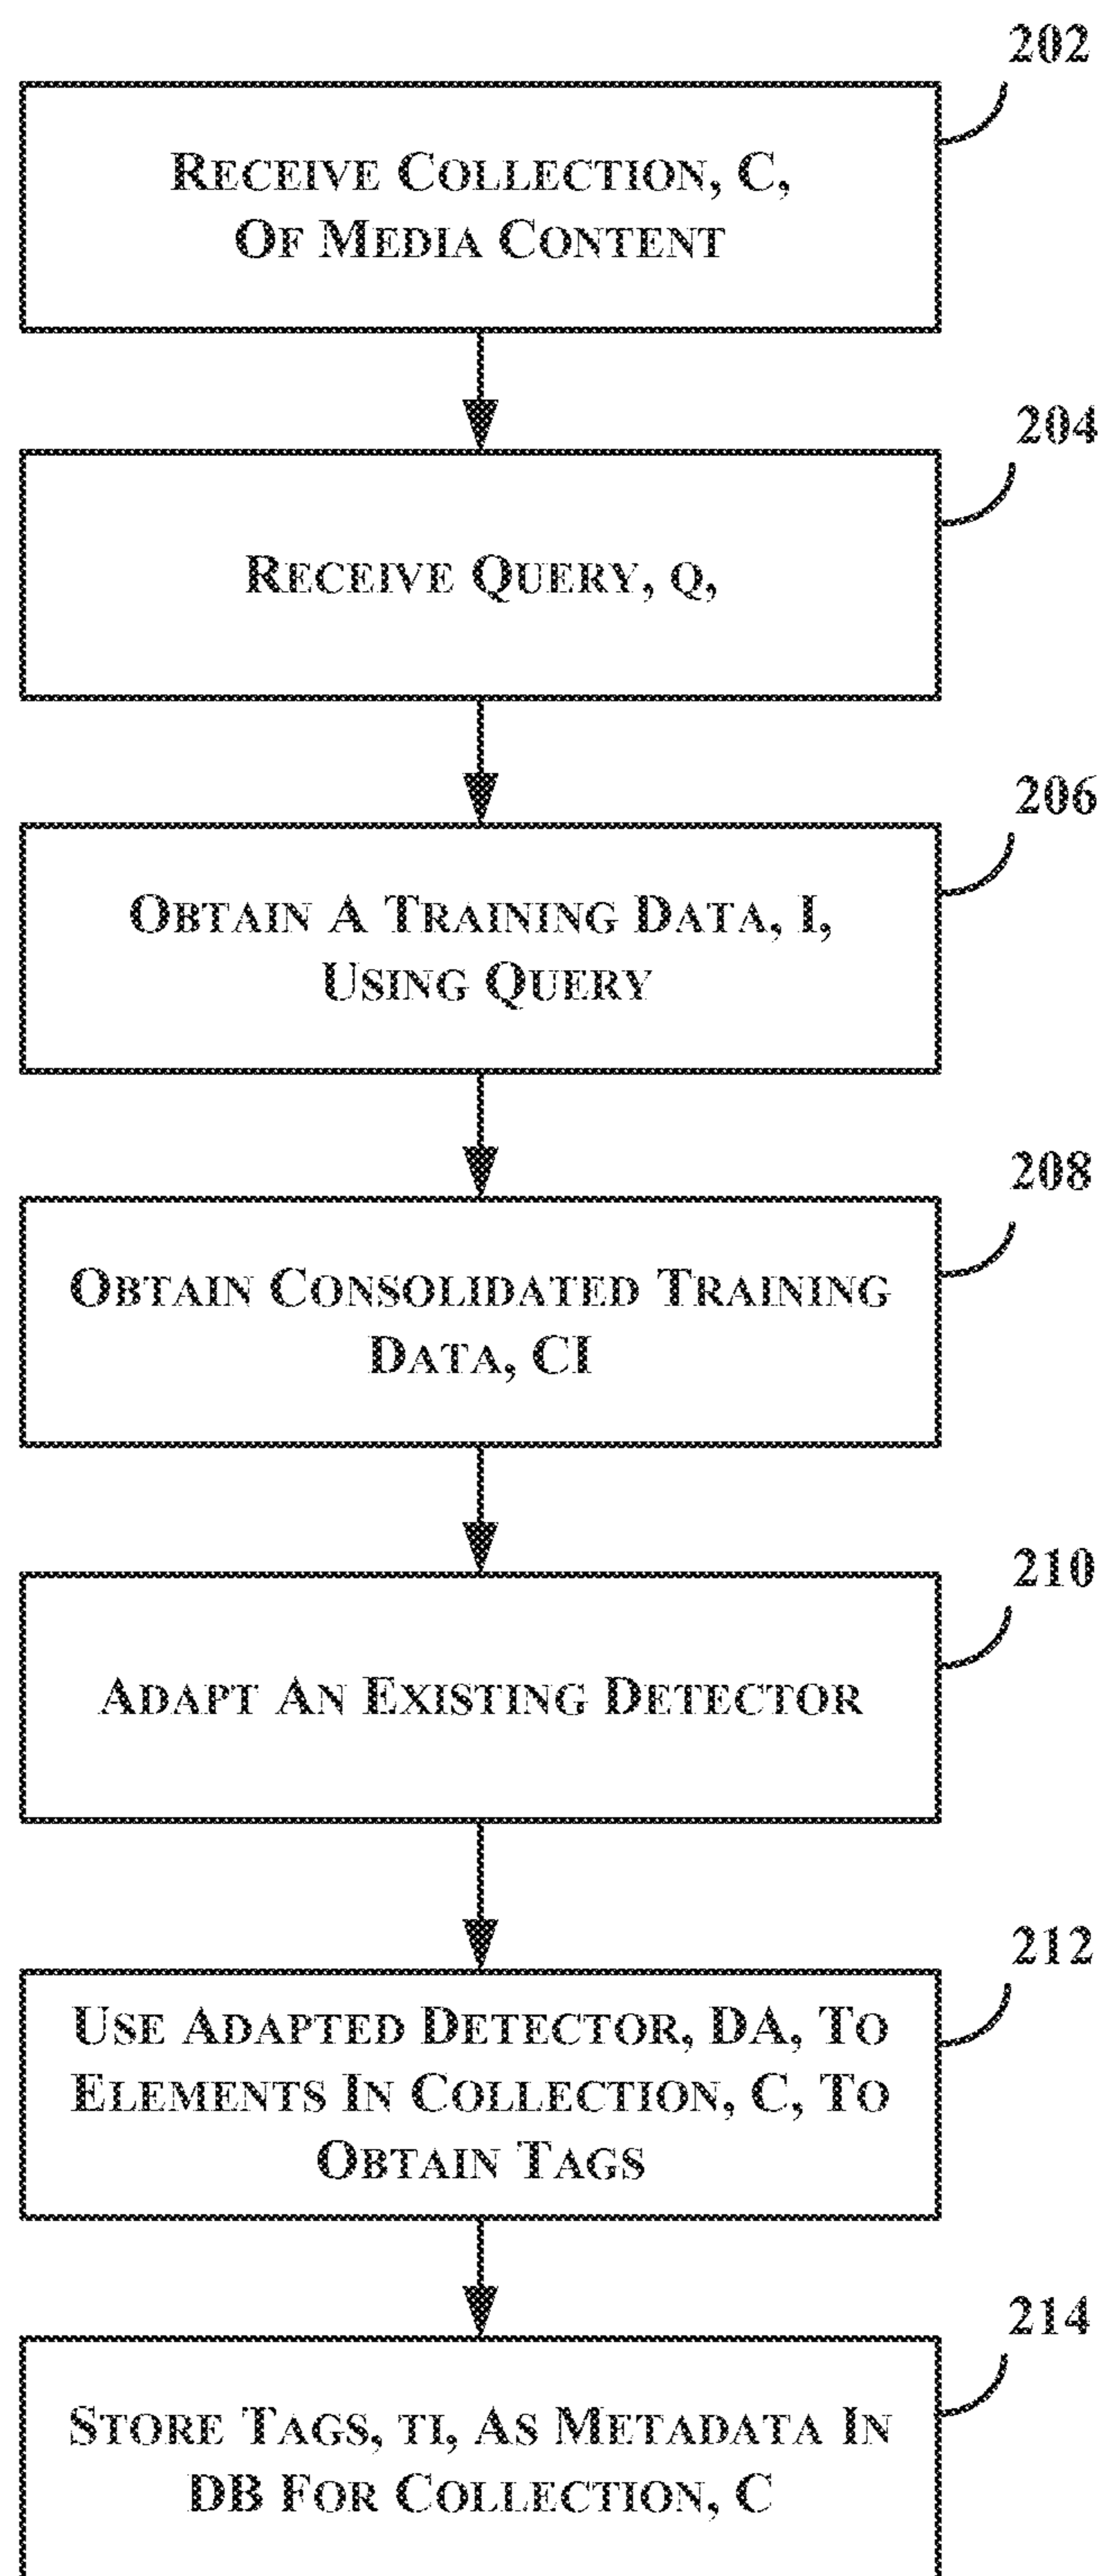 202
RECEIVE COLLECTION, C,
OF MEDIA CONTENT
204
RECEIVE QUERY, Q,
206
OBTAIN A TRAINING DATA, I,
USING QUERY
208
OBTAIN CONSOLIDATED TRAINING
DATA, CI
210
ADAPT AN EXISTING DETECTOR
212
USE ADAPTED DETECTOR, DA, TO
ELEMENTS IN COLLECTION, C, TO
OBTAIN TAGS
214
STORE TAGS, TI, AS METADATA IN
DB FOR COLLECTION, C